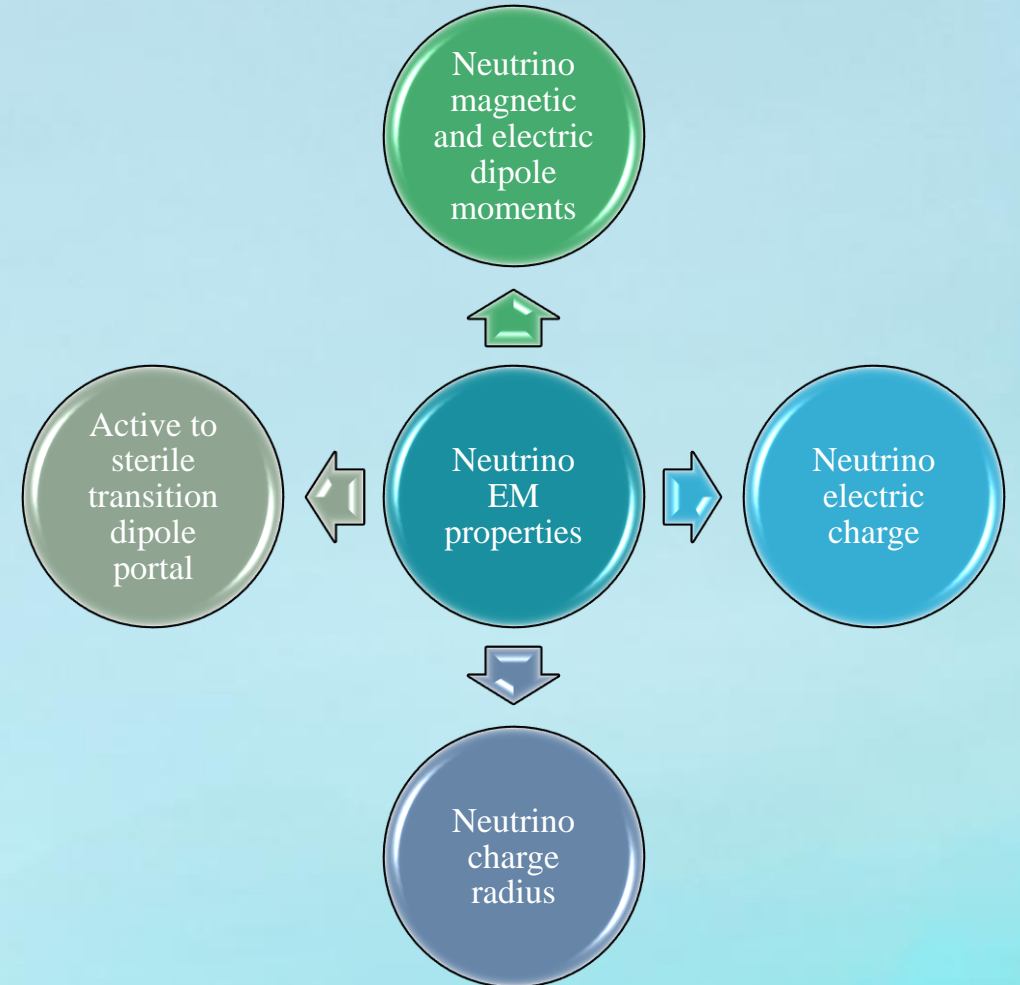 Neutrino
magnetic
and electric
dipole
moments
Active to
sterile
transition
dipole
portal
Neutrino
EM
properties
Neutrino
electric
charge
Neutrino
charge
radius